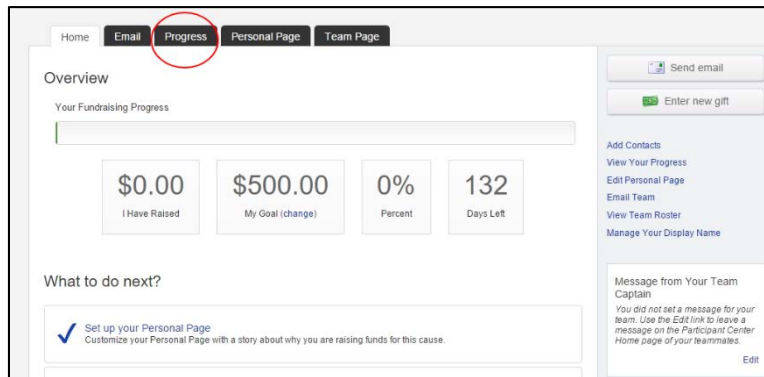 Home Email Progress Personal Page Team Page
Overview
Your Fundraising Progress
$0.00
I Have Raised
$500.00
My Goal (change)
0%
Percent
132
Days Left
What to do next?
Set up your Personal Page
Customize your Personal Page with a story about why you are raising funds for this cause.
Send email
Enter new gift
Add Contacts
View Your Progress
Edit Personal Page
Email Team
View Team Roster
Manage Your Display Name
Message from Your Team
Captain
You did not set a message for your
team. Use the Edit link to leave a
message on the Participant Center
Home page of your teammates.
Edit